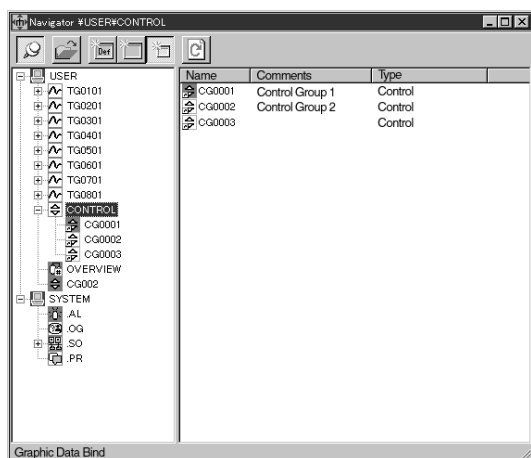 Navigator ¥USER¥CONTROL
Def
USER
TG0101
TG0201
TG0301
TG0401
TG0501
TG0601
TG0701
TG0801
CONTROL
CG0001
CG0002
CG0003
OVERVIEW
CG002
SYSTEM
.AL
.OG
.SO
.PR
Name Comments Type
CG0001 Control Group 1 Control
CG0002 Control Group 2 Control
CG0003 Control
Graphic Data Bind